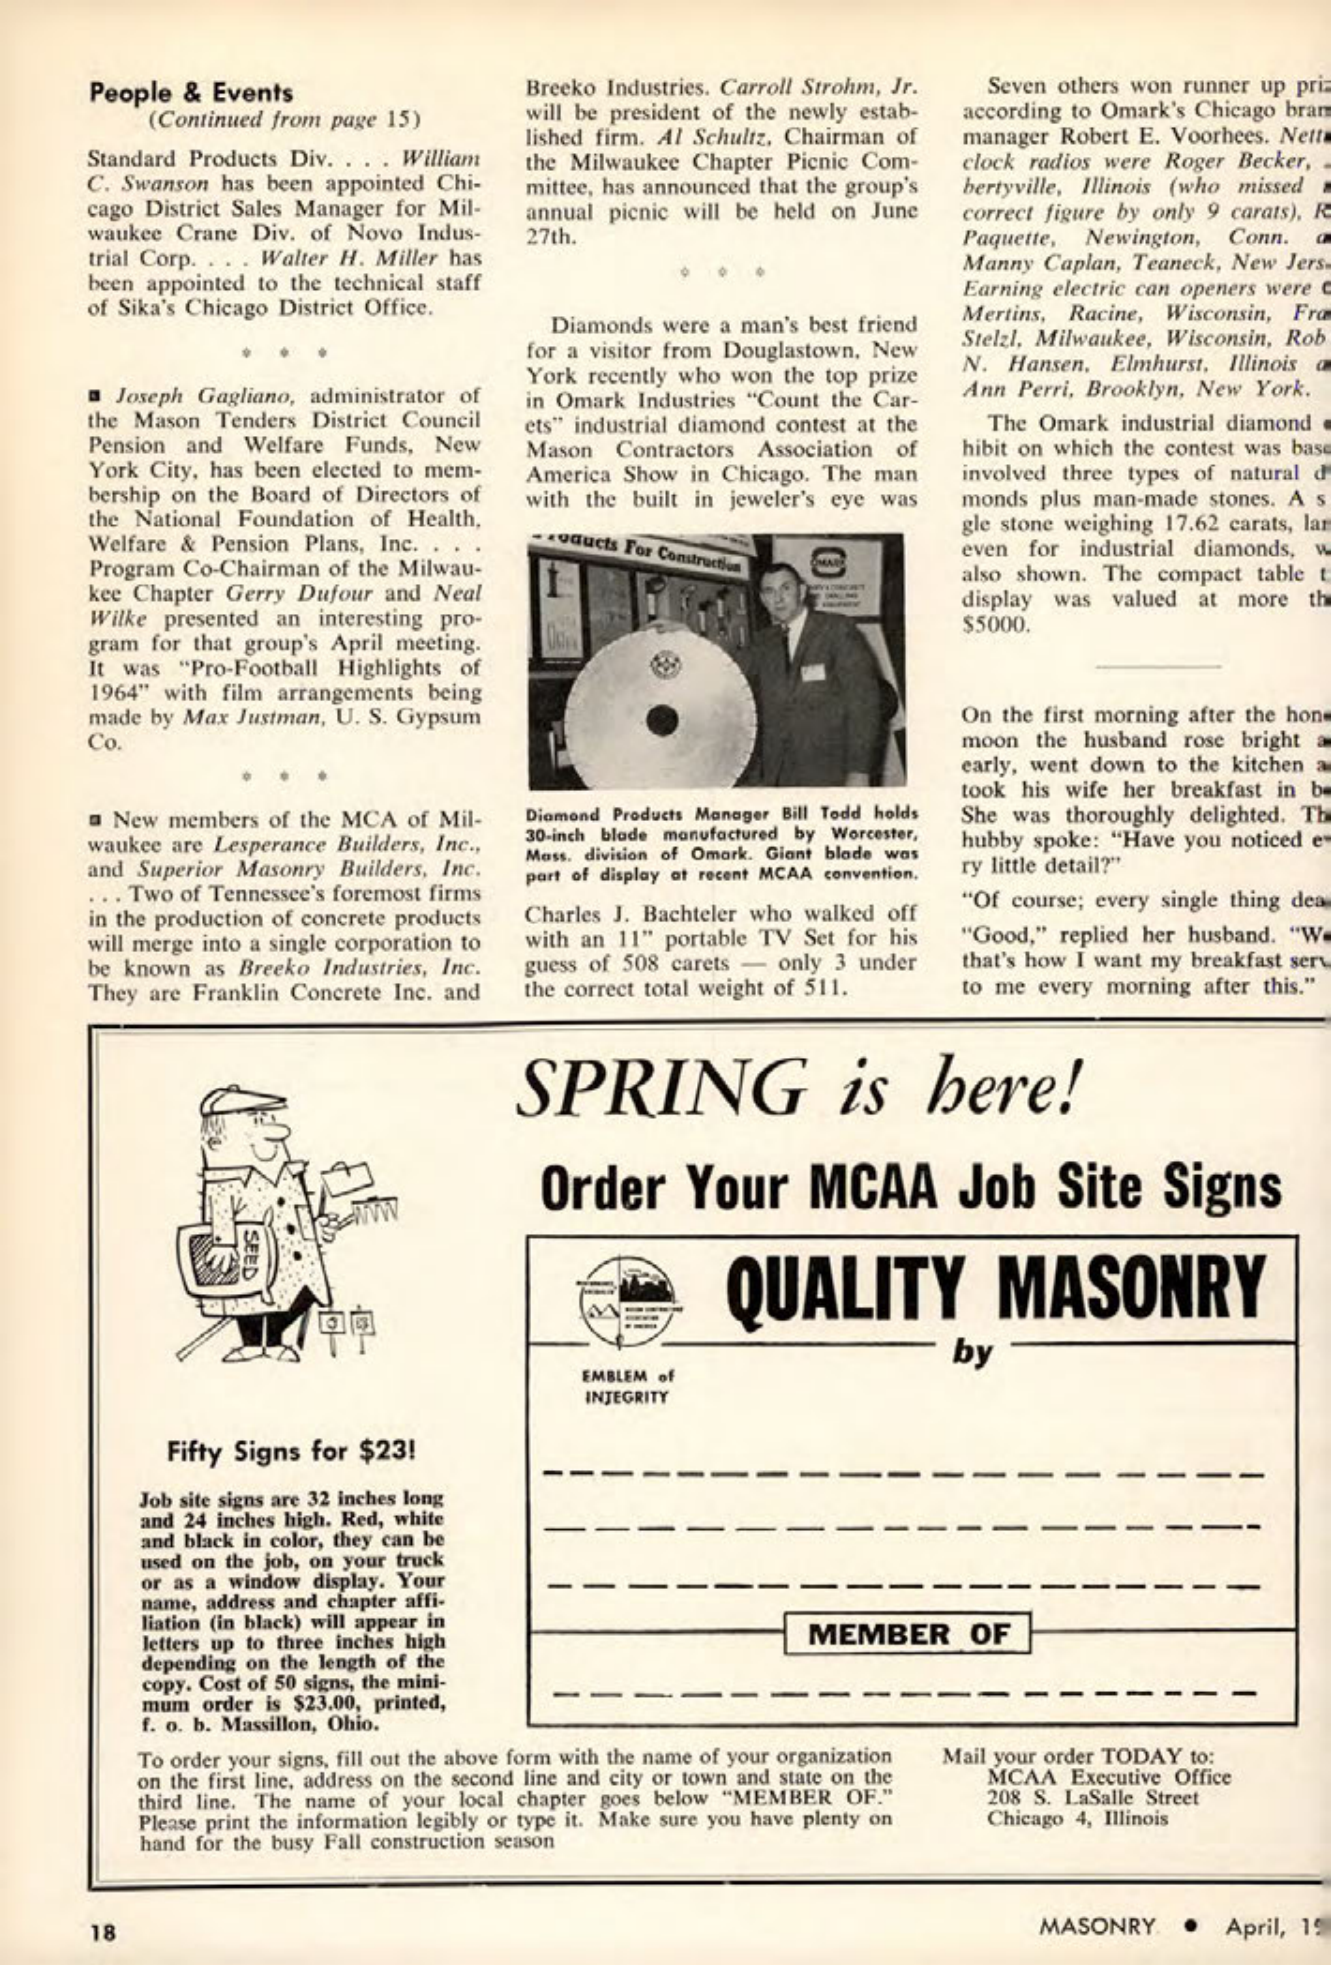 People & Events
(Continued from page 15)
Standard Products Div. . . . William
C. Swanson has been appointed Chi-
cago District Sales Manager for Mil-
waukee Crane Div. of Novo Indus-
trial Corp. . . . Walter H. Miller has
been appointed to the technical staff
of Sika's Chicago District Office.
* * *
■ Joseph Gagliano, administrator of
the Mason Tenders District Council
Pension and Welfare Funds, New
York City, has been elected to mem-
bership on the Board of Directors of
the National Foundation of Health,
Welfare & Pension Plans, Inc. . . .
Program Co-Chairman of the Milwau-
kee Chapter Gerry Dufour and Neal
Wilke presented an interesting pro-
gram for that group's April meeting.
It was "Pro-Football Highlights of
1964" with film arrangements being
made by Max Justman, U. S. Gypsum
Co.
* * *
■ New members of the MCA of Mil-
waukee are Lesperance Builders, Inc.,
and Superior Masonry Builders, Inc.
. . . Two of Tennessee's foremost firms
in the production of concrete products
will merge into a single corporation to
be known as Breeko Industries, Inc.
They are Franklin Concrete Inc. and
Breeko Industries. Carroll Strohm, Jr.
will be president of the newly estab-
lished firm. Al Schultz, Chairman of
the Milwaukee Chapter Picnic Com-
mittee, has announced that the group's
annual picnic will be held on June
27th.
* * *
Diamonds were a man's best friend
for a visitor from Douglastown, New
York recently who won the top prize
in Omark Industries "Count the Car-
ets" industrial diamond contest at the
Mason Contractors Association of
America Show in Chicago. The man
with the built in jeweler's eye was
Products For Construction
OMARK
Diamond Products Manager Bill Todd holds
30-inch blade manufactured by Worcester,
Mass. division of Omark. Giant blade was
part of display at recent MCAA convention.
Charles J. Bachteler who walked off
with an 11" portable TV Set for his
guess of 508 carets — only 3 under
the correct total weight of 511.
Seven others won runner up
according to Omark's Chicago
manager Robert E. Voorhees.
clock radios were Roger Becker,
bertyville, Illinois (who missed
correct figure by only 9 carats),
Paquette, Newington, Conn.
Manny Caplan, Teaneck, New
Earning electric can openers were
Mertins, Racine, Wisconsin,
Stelzl, Milwaukee, Wisconsin, Rob
N. Hansen, Elmhurst, Illinois
Ann Perri, Brooklyn, New York.
The Omark industrial diamond
hibit on which the contest was
involved three types of natural
monds plus man-made stones. A
gle stone weighing 17.62 carats,
even for industrial diamonds,
also shown. The compact table
display was valued at more
$5000.
On the first morning after the
moon the husband rose bright
early, went down to the kitchen
took his wife her breakfast in
She was thoroughly delighted.
hubby spoke: "Have you noticed
ry little detail?"
"Of course; every single thing
"Good," replied her husband.
that's how I want my breakfast
to me every morning after this."
SPRING is here!
Order Your MCAA Job Site Signs
SEED
QUALITY MASONRY
by
EMBLEM of
INTEGRITY
MEMBER OF
Fifty Signs for $23!
Job site signs are 32 inches long
and 24 inches high. Red, white
and black in color, they can be
used on the job, on your truck
or as a window display. Your
name, address and chapter affi-
liation (in black) will appear in
letters up to three inches high
depending on the length of the
copy. Cost of 50 signs, the mini-
mum order is $23.00, printed,
f. o. b. Massillon, Ohio.
To order your signs, fill out the above form with the name of your organization
on the first line, address on the second line and city or town and state on the
third line. The name of your local chapter goes below "MEMBER OF."
Please print the information legibly or type it. Make sure you have plenty on
hand for the busy Fall construction season
Mail your order TODAY to:
MCAA Executive Office
208 S. LaSalle Street
Chicago 4, Illinois
18
MASONRY • April,